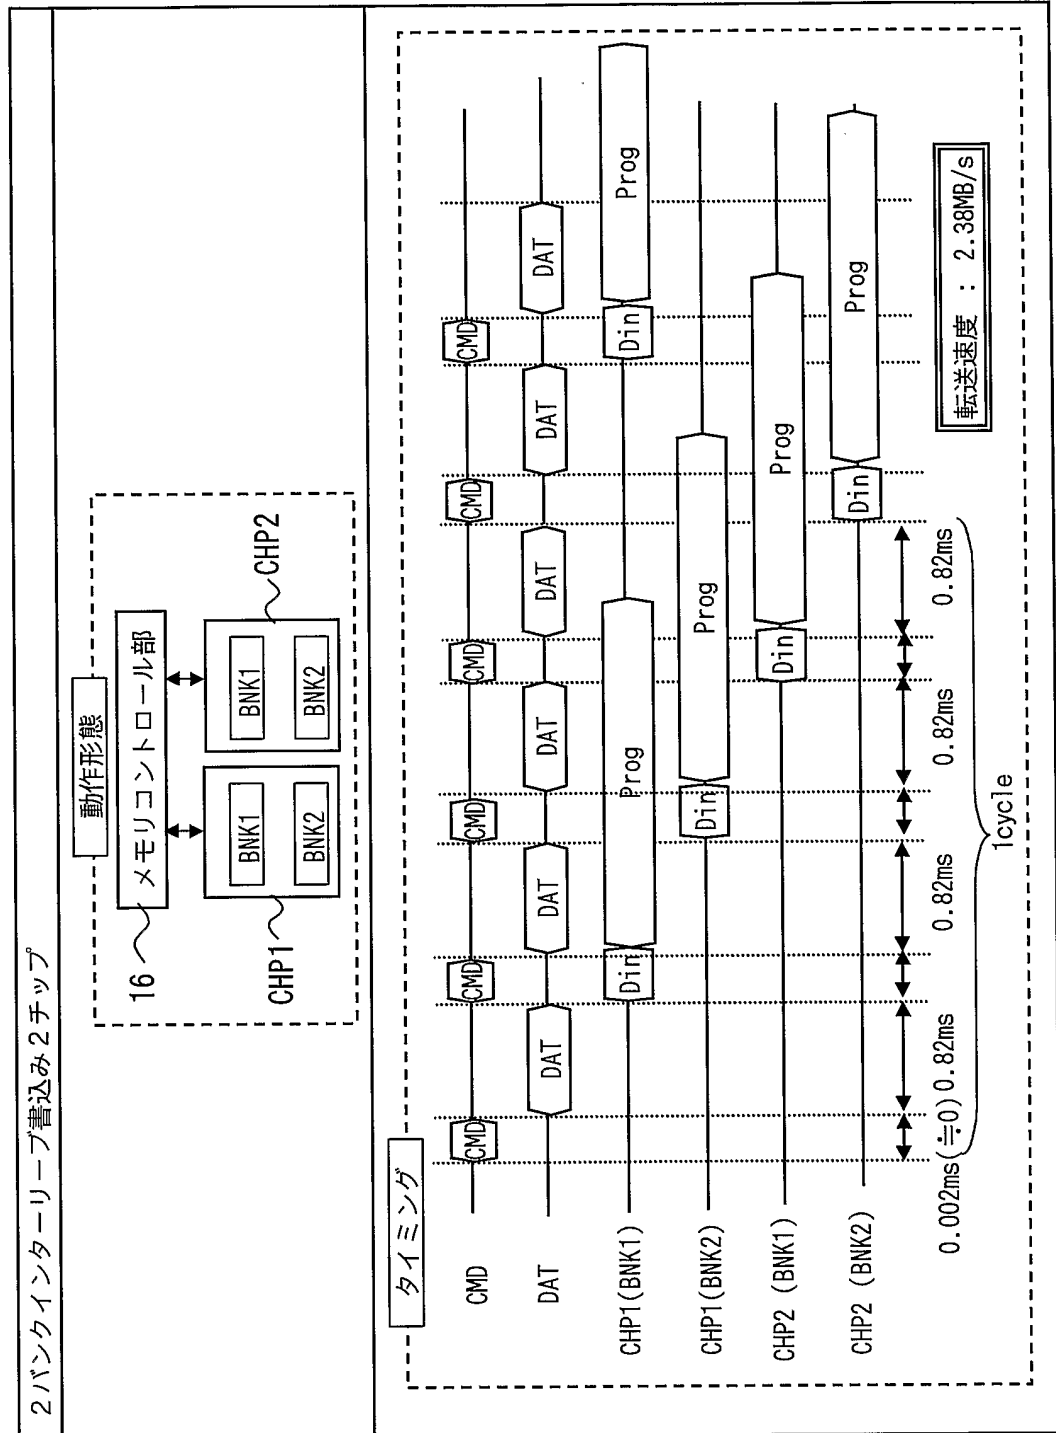 2バンクインターリーブ書込み2チップ
動作形態
16
メモリコントロール部
CHP1
BNK1
BNK2
BNK1
BNK2
CHP2
タイミング
CMD
CMD
CMD
CMD
CMD
CMD
CMD
DAT
DAT
DAT
DAT
DAT
DAT
DAT
CHP1(BNK1)
Din
Prog
Din
Prog
CHP1(BNK2)
Din
Prog
CHP2 (BNK1)
Din
Prog
CHP2 (BNK2)
Din
Prog
0.002ms(≒0)
0.82ms
0.82ms
0.82ms
0.82ms
1cycle
転送速度 : 2.38MB/s